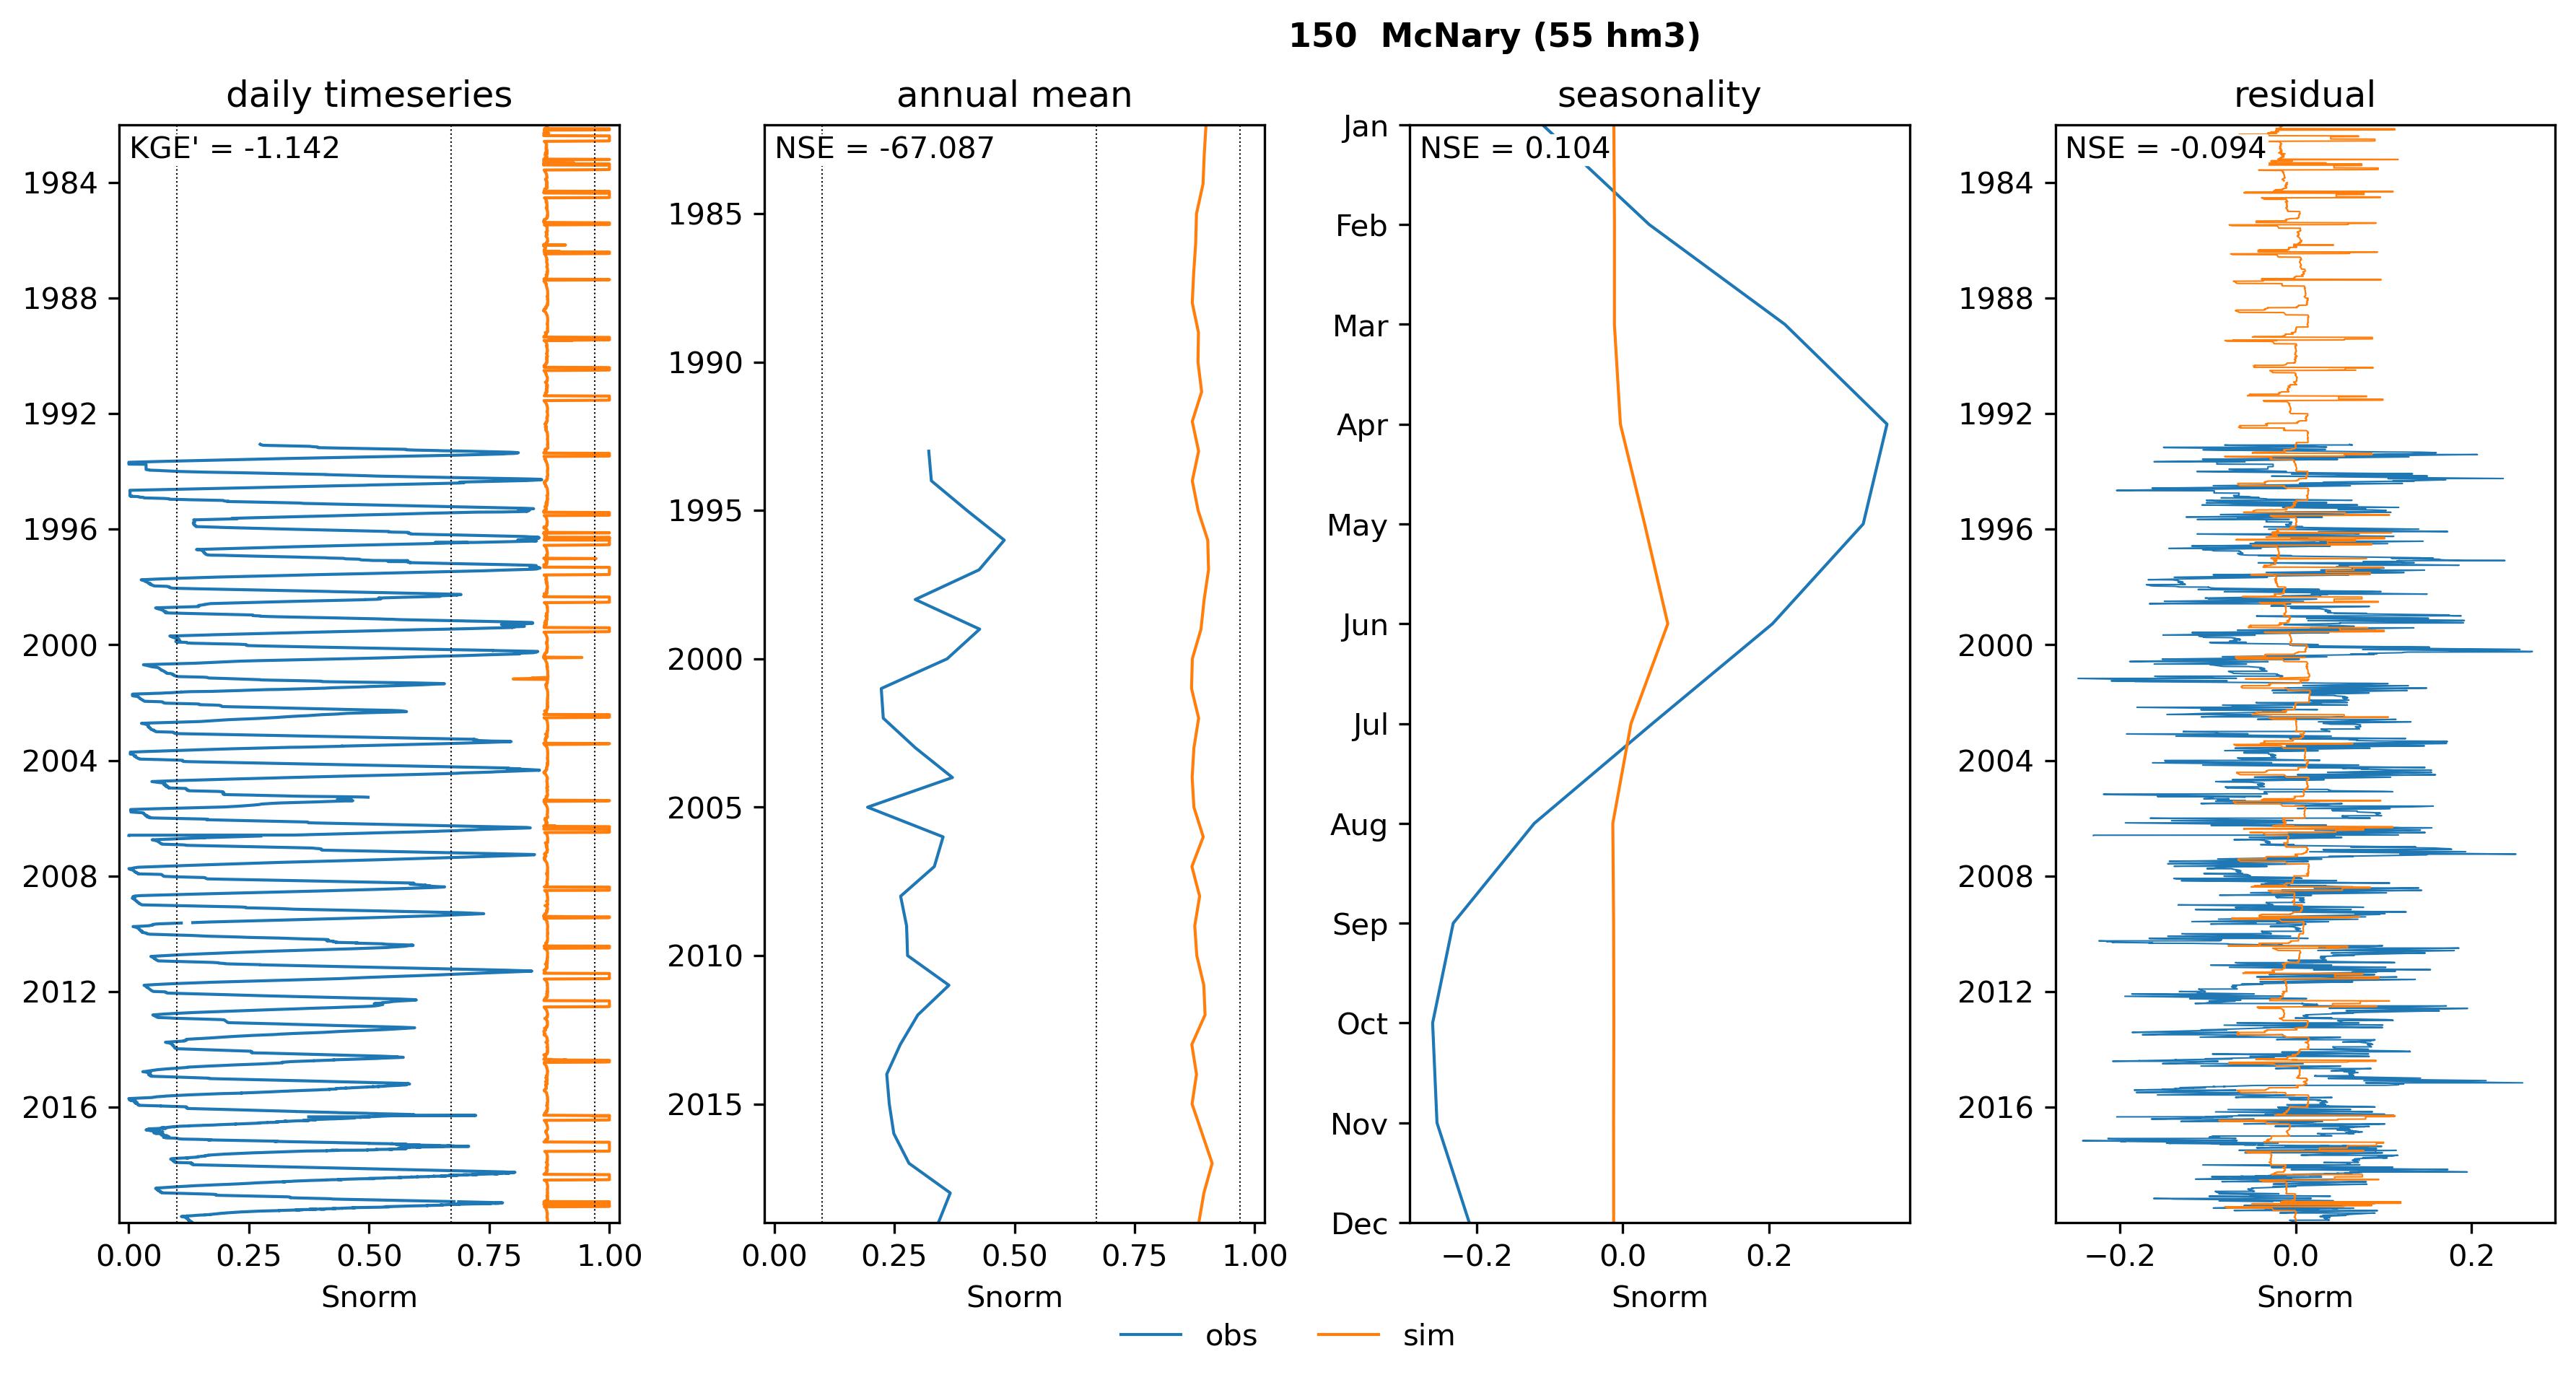 150  McNary (55 hm3)
daily timeseries
KGE' = -1.142
1984
1988
1992
1996
2000
2004
2008
2012
2016
0.00 0.25 0.50 0.75 1.00
Snorm
annual mean
NSE = -67.087
1985
1990
1995
2000
2005
2010
2015
0.00 0.25 0.50 0.75 1.00
Snorm
seasonality
NSE = 0.104
Jan
Feb
Mar
Apr
May
Jun
Jul
Aug
Sep
Oct
Nov
Dec
−0.2 0.0 0.2
Snorm
residual
NSE = -0.094
1984
1988
1992
1996
2000
2004
2008
2012
2016
−0.2 0.0 0.2
Snorm
obs sim